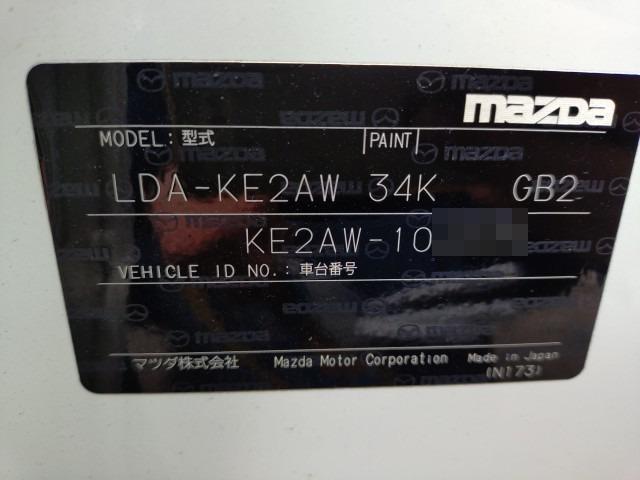 mazda
MODEL: 型式 PAINT
LDA-KE2AW 34K GB2
KE2AW-10
VEHICLE ID NO.: 車台番号
マツダ株式会社 Mazda Motor Corporation Made in Japan
(N173)